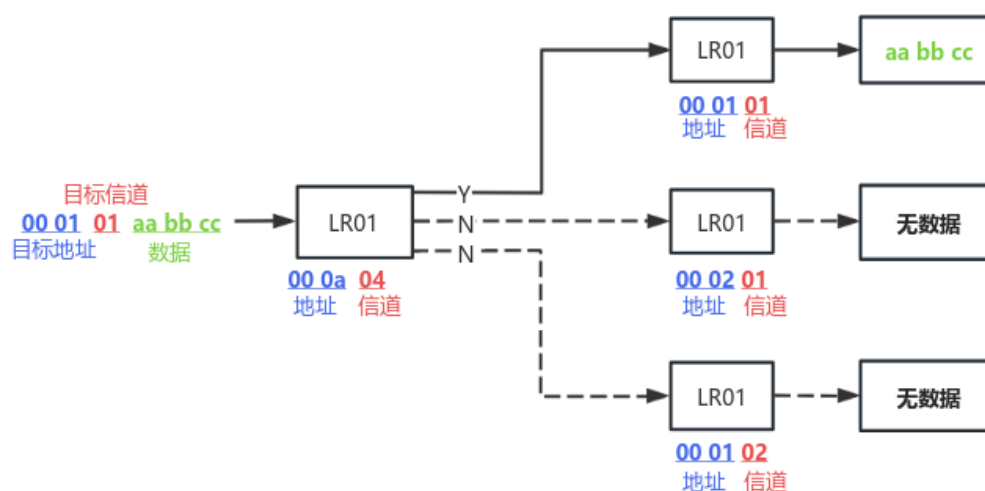 LR01
aa bb cc
00 01 01
地址 信道
目标信道
00 01 01 aa bb cc
目标地址 数据
LR01
00 0a 04
地址 信道
Y
N
N
LR01
无数据
00 02 01
地址 信道
LR01
无数据
00 01 02
地址 信道